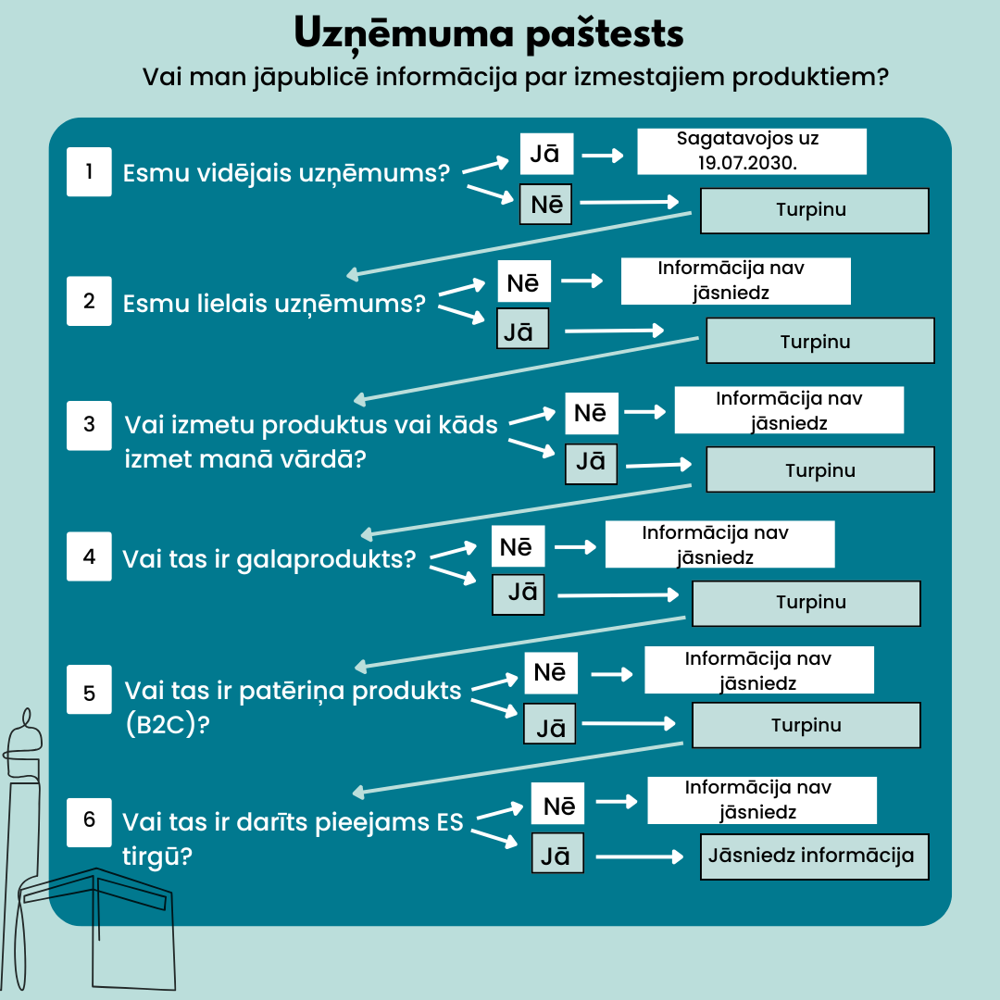 Uzņēmuma paštests
Vai man jāpublicē informācija par izmestajiem produktiem?
1
Esmu vidējais uzņēmums?
Jā
Sagatavojos uz
19.07.2030.
Nē
Turpinu
2
Esmu lielais uzņēmums?
Nē
Informācija nav
jāsniedz
Jā
Turpinu
3
Vai izmetu produktus vai kāds
izmet manā vārdā?
Nē
Informācija nav
jāsniedz
Jā
Turpinu
4
Vai tas ir galaprodukts?
Nē
Informācija nav
jāsniedz
Jā
Turpinu
5
Vai tas ir patēriņa produkts
(B2C)?
Nē
Informācija nav
jāsniedz
Jā
Turpinu
6
Vai tas ir darīts pieejams ES
tirgū?
Nē
Informācija nav
jāsniedz
Jā
Jāsniedz informācija